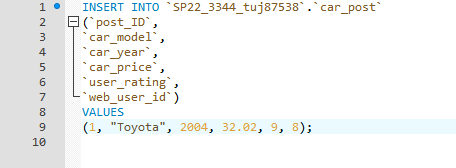 1 INSERT INTO `SP22_3344_tuj87538`.`car_post`
2 (`post_ID`,
3 `car_model`,
4 `car_year`,
5 `car_price`,
6 `user_rating`,
7 `web_user_id`)
8 VALUES
9 (1, "Toyota", 2004, 32.02, 9, 8);
10